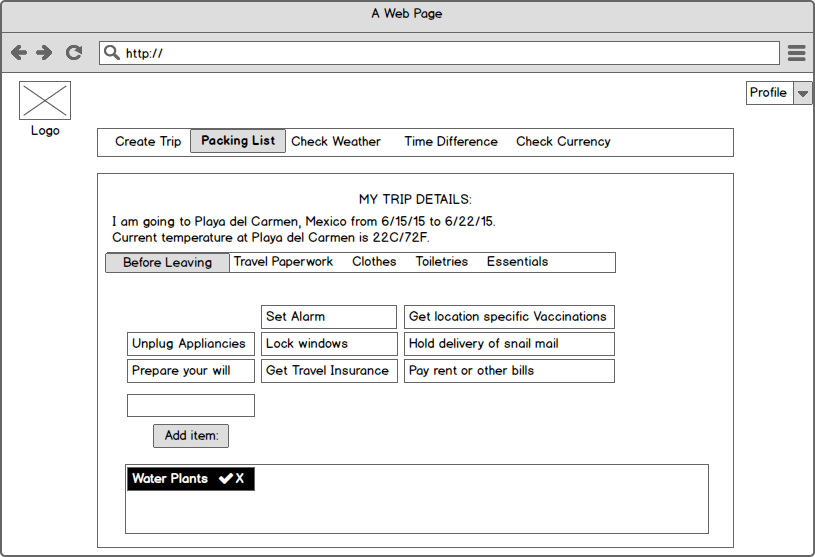 A Web Page
http://
Profile
Logo
Create Trip Packing List Check Weather Time Difference Check Currency
MY TRIP DETAILS:
I am going to Playa del Carmen, Mexico from 6/15/15 to 6/22/15.
Current temperature at Playa del Carmen is 22C/72F.
Before Leaving Travel Paperwork Clothes Toiletries Essentials
Set Alarm Get location specific Vaccinations
Unplug Appliancies Lock windows Hold delivery of snail mail
Prepare your will Get Travel Insurance Pay rent or other bills
Add item:
Water Plants ✔ X